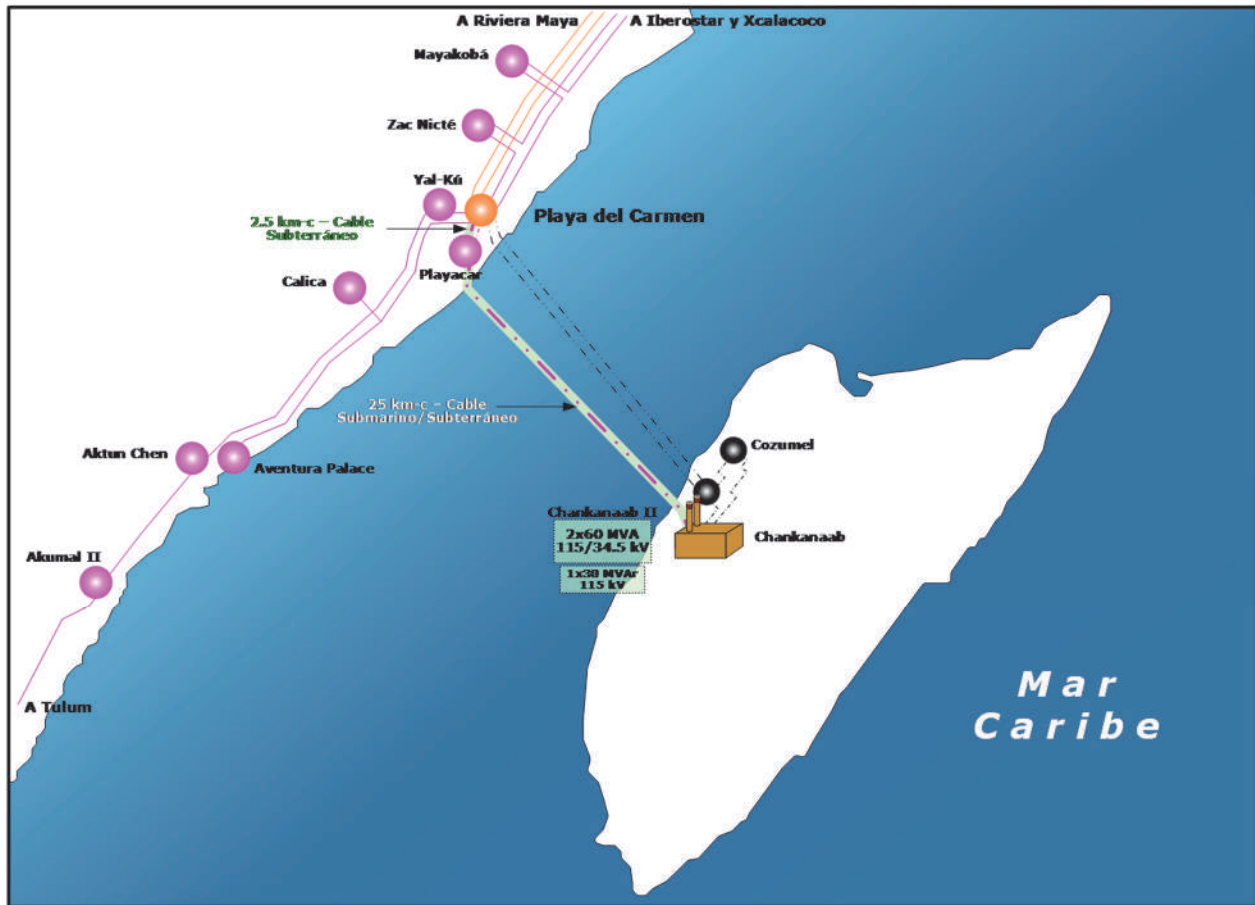 A Riviera Maya
A Iberostar y Xcalacoco
Mayakobá
Zac Nicté
Yal-Kú
2.5 km-c – Cable
Subterráneo
Playa del Carmen
Playacar
Calica
25 km-c – Cable
Submarino/Subterráneo
Aktun Chen
Aventura Palace
Cozumel
Chankanaab II
2x60 MVA
115/34.5 kV
Chankanaab
1x30 MVAr
115 kV
Akumal II
A Tulum
Mar
Caribe